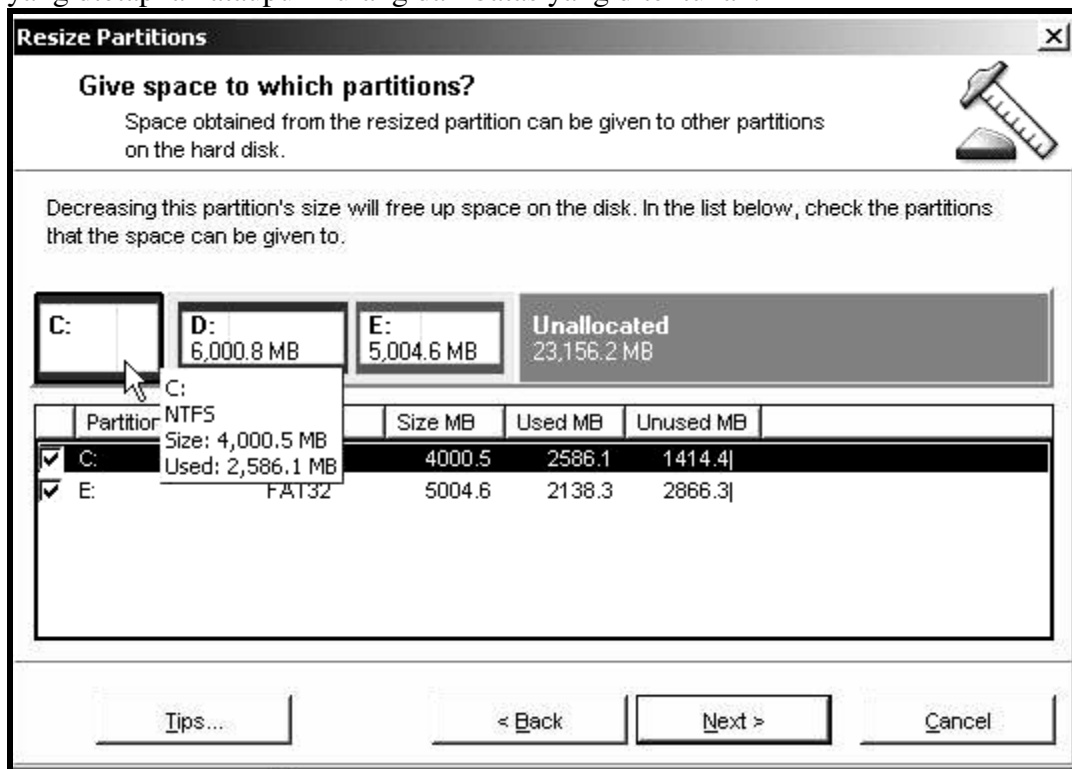 Resize Partitions
Give space to which partitions?
Space obtained from the resized partition can be given to other partitions
on the hard disk.
Decreasing this partition's size will free up space on the disk. In the list below, check the partitions
that the space can be given to.
C: D: E: Unallocated
6,000.8 MB 5,004.6 MB 23,156.2 MB
C:
NTFS
Size: 4,000.5 MB
Used: 2,586.1 MB
Partition Size MB Used MB Unused MB
C: 4000.5 2586.1 1414.4
E: FAT32 5004.6 2138.3 2866.3
Tips... < Back Next > Cancel